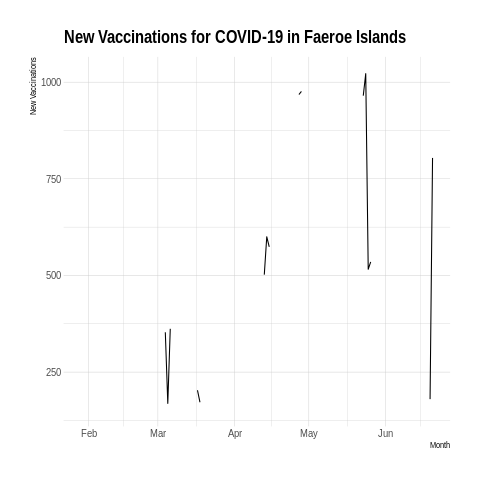 New Vaccinations for COVID-19 in Faeroe Islands
New Vaccinations
1000
750
500
250
Feb Mar Apr May Jun
Month